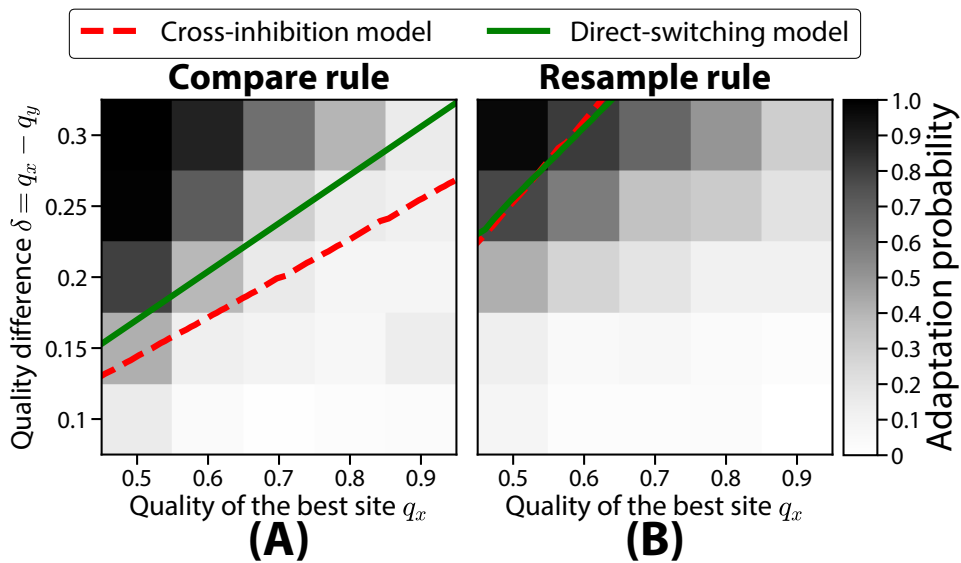 Cross-inhibition model Direct-switching model
Compare rule Resample rule
Quality difference δ = q_x − q_y
0.3
0.25
0.2
0.15
0.1
0.5 0.6 0.7 0.8 0.9
0.5 0.6 0.7 0.8 0.9
Quality of the best site q_x
Quality of the best site q_x
(A) (B)
1.0
0.9
0.8
0.7
0.6
0.5
0.4
0.3
0.2
0.1
0
Adaptation probability